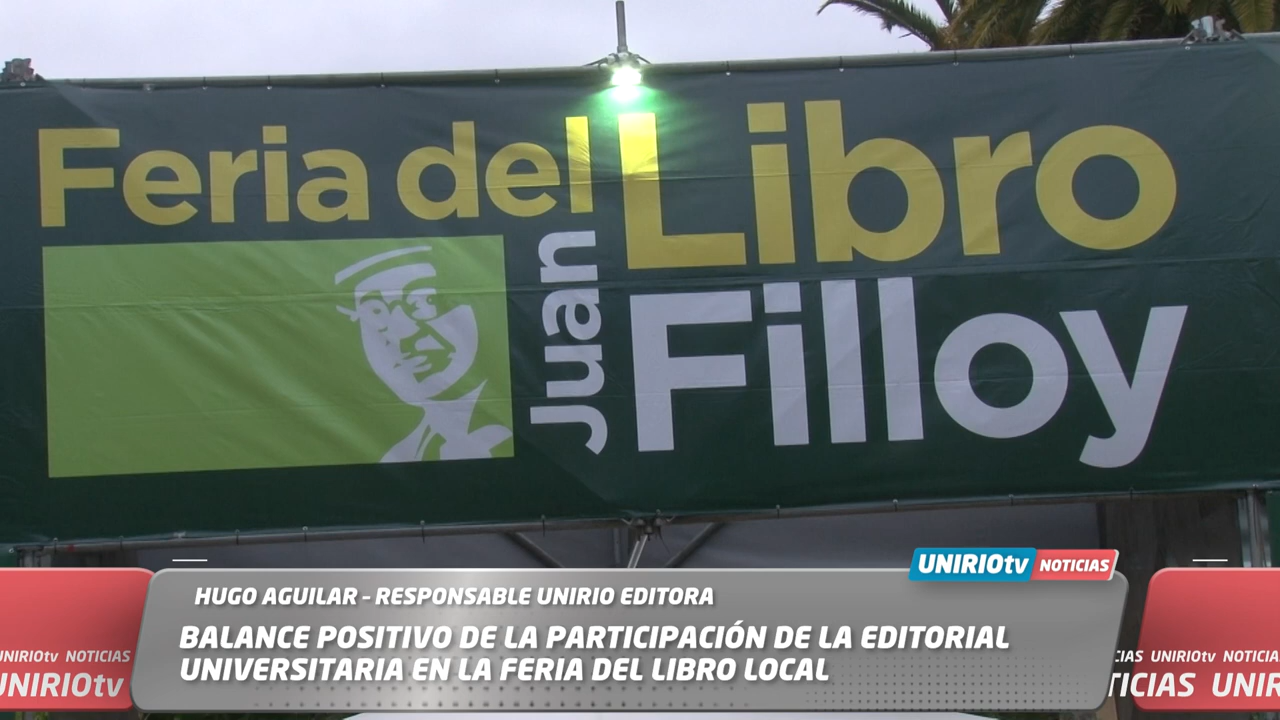 Feria del Libro
Juan Filloy
UNIRIOtv NOTICIAS
HUGO AGUILAR - RESPONSABLE UNIRIO EDITORA
BALANCE POSITIVO DE LA PARTICIPACIÓN DE LA EDITORIAL
UNIVERSITARIA EN LA FERIA DEL LIBRO LOCAL
UNIRIOtv NOTICIAS
UNIRIOtv
CIAS UNIRIOtv NOTICIA
TICIAS UNIR